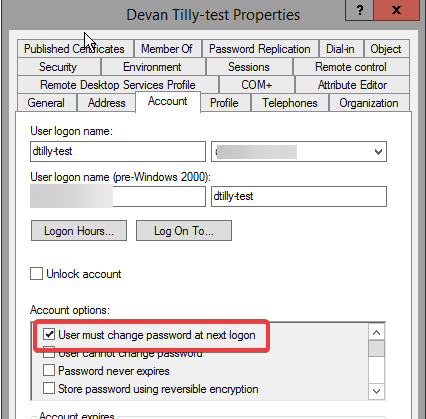 Devan Tilly-test Properties
? x
Published Certificates Member Of Password Replication Dial-in Object
Security Environment Sessions Remote control
Remote Desktop Services Profile COM+ Attribute Editor
General Address Account Profile Telephones Organization
User logon name:
dtilly-test
User logon name (pre-Windows 2000):
dtilly-test
Logon Hours... Log On To...
Unlock account
Account options:
User must change password at next logon
User cannot change password
Password never expires
Store password using reversible encryption
Account expires